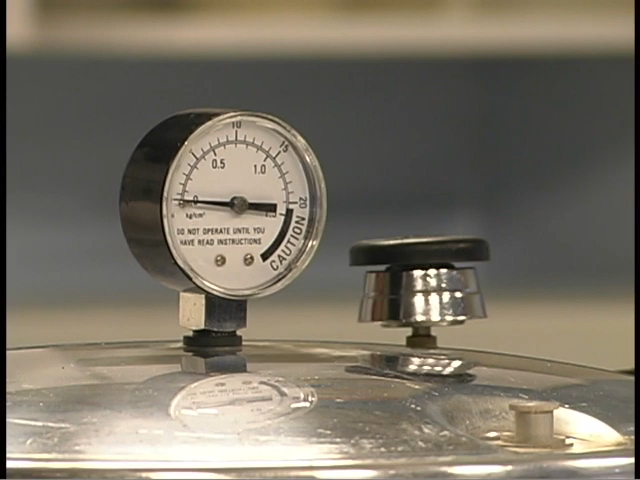 10
15
0.5
1.0
0
20
kg/cm²
DO NOT OPERATE UNTIL YOU
HAVE READ INSTRUCTIONS
CAUTION